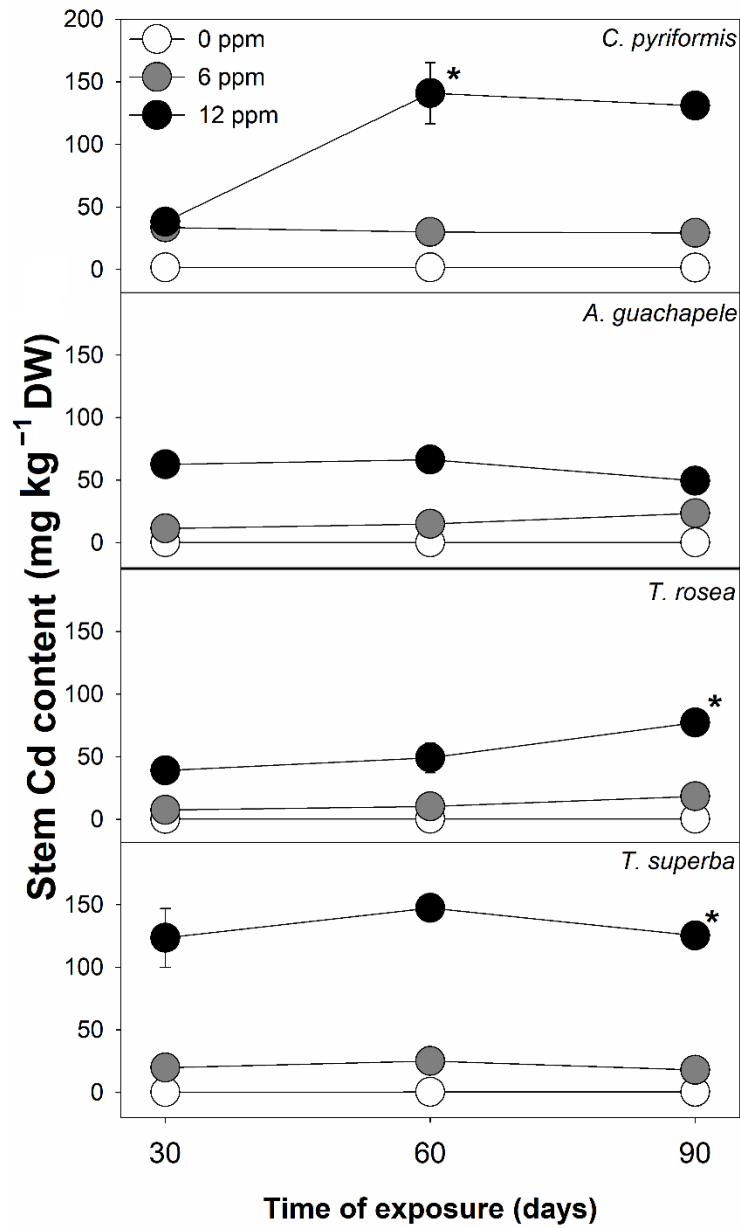 200
0 ppm
C. pyriformis
6 ppm
150
*
12 ppm
100
50
0
A. guachapele
150
100
50
0
T. rosea
150
100
*
50
0
T. superba
150
*
100
50
0
30
60
90
Stem Cd content (mg kg⁻¹ DW)
Time of exposure (days)